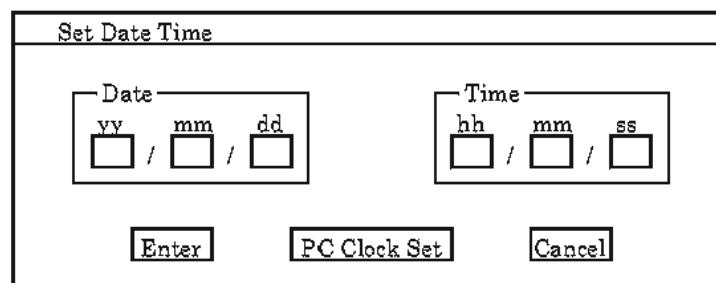 Set Date Time
Date Time
yy mm dd hh mm ss
/ / / /
Enter PC Clock Set Cancel